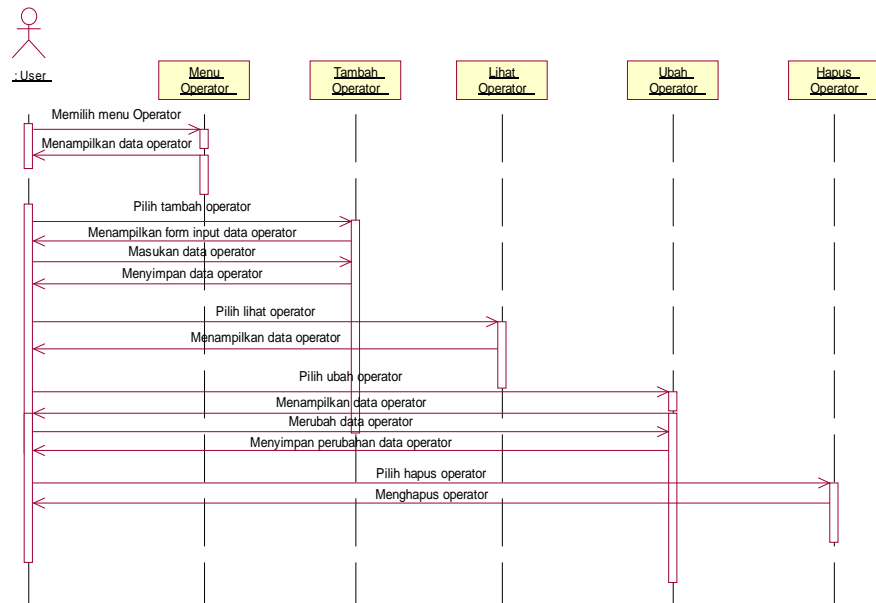 : User
Menu
Operator
Tambah
Operator
Lihat
Operator
Ubah
Operator
Hapus
Operator
Memilih menu Operator
Menampilkan data operator
Pilih tambah operator
Menampilkan form input data operator
Masukan data operator
Menyimpan data operator
Pilih lihat operator
Menampilkan data operator
Pilih ubah operator
Menampilkan data operator
Merubah data operator
Menyimpan perubahan data operator
Pilih hapus operator
Menghapus operator